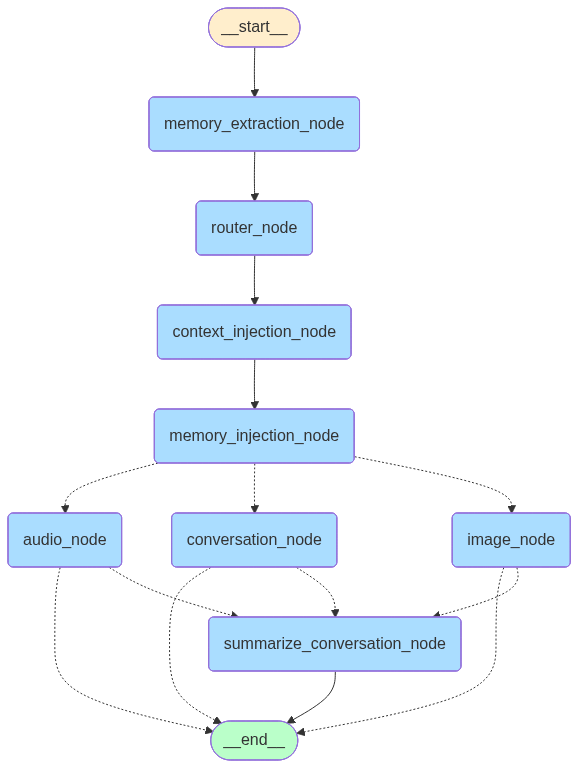 __start__
memory_extraction_node
router_node
context_injection_node
memory_injection_node
audio_node
conversation_node
image_node
summarize_conversation_node
__end__